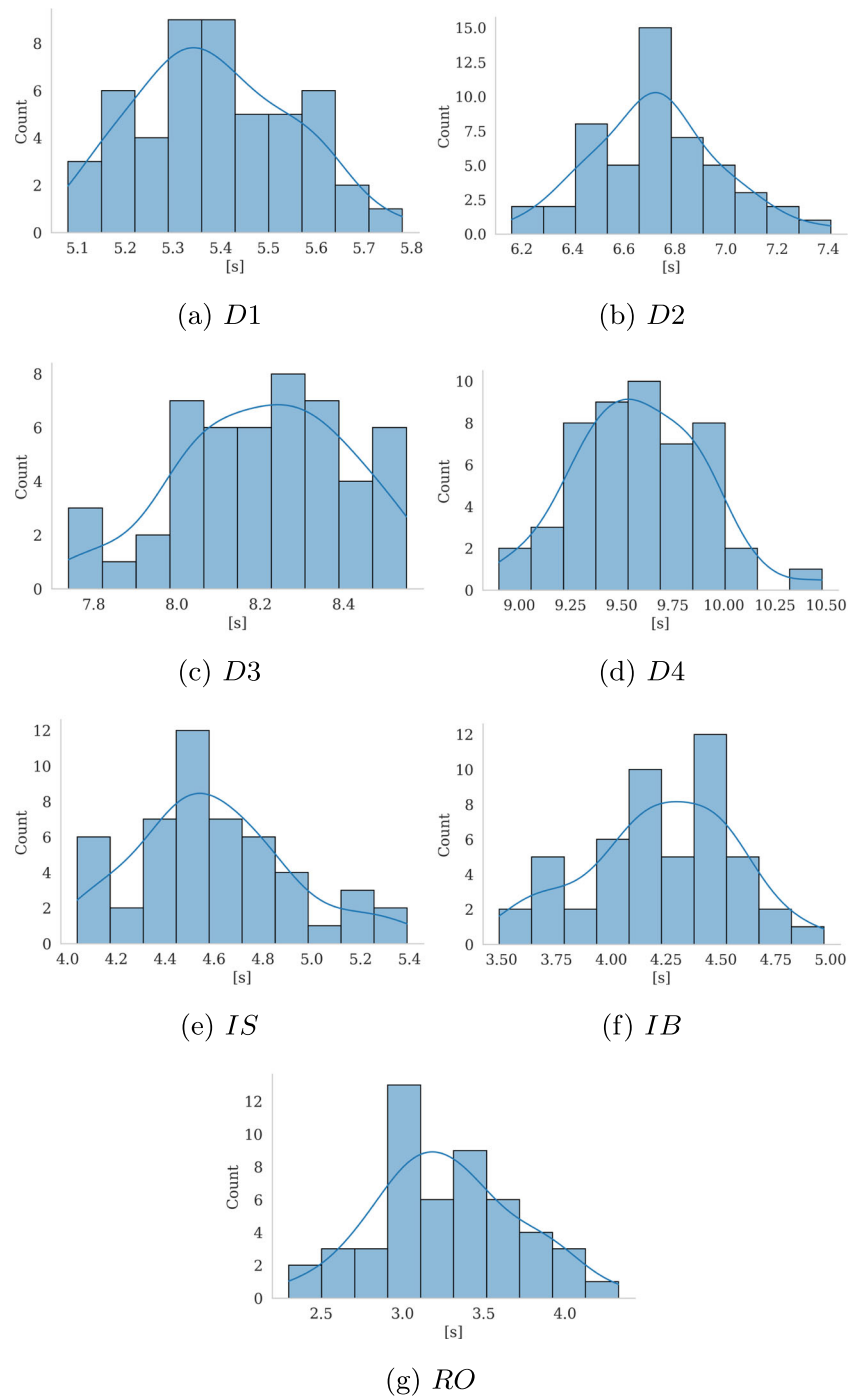 8
6
4
2
0
Count
5.1 5.2 5.3 5.4 5.5 5.6 5.7 5.8
[s]
(a) D1
15.0
12.5
10.0
7.5
5.0
2.5
0.0
Count
6.2 6.4 6.6 6.8 7.0 7.2 7.4
[s]
(b) D2
8
6
4
2
0
Count
7.8 8.0 8.2 8.4
[s]
(c) D3
10
8
6
4
2
0
Count
9.00 9.25 9.50 9.75 10.00 10.25 10.50
[s]
(d) D4
12
10
8
6
4
2
0
Count
4.0 4.2 4.4 4.6 4.8 5.0 5.2 5.4
[s]
(e) IS
12
10
8
6
4
2
0
Count
3.50 3.75 4.00 4.25 4.50 4.75 5.00
[s]
(f) IB
12
10
8
6
4
2
0
Count
2.5 3.0 3.5 4.0
[s]
(g) RO